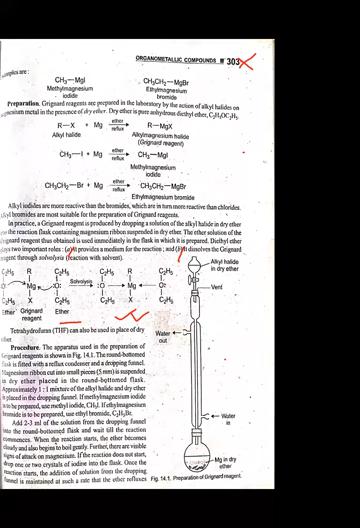 ORGANOMETALLIC COMPOUNDS 303
are :
CH3—MgI CH3CH2—MgBr
Methylmagnesium Ethylmagnesium
iodide bromide
Preparation. Grignard reagents are prepared in the laboratory by the action of alkyl halides on
magnesium metal in the presence of dry ether. Dry ether is pure anhydrous diethyl ether, C2H5OC2H5.
R—X + Mg ether reflux R—MgX
Alkyl halide Alkylmagnesium halide
(Grignard reagent)
CH3—I + Mg ether reflux CH3—MgI
Methylmagnesium
iodide
CH3CH2—Br + Mg ether reflux CH3CH2—MgBr
Ethylmagnesium bromide
Alkyl iodides are more reactive than the bromides, which are in turn more reactive than chlorides.
Alkyl bromides are most suitable for the preparation of Grignard reagents.
In practice, a Grignard reagent is produced by dropping a solution of the alkyl halide in dry ether
the reaction flask containing magnesium ribbon suspended in dry ether. The ether solution of the
Grignard reagent thus obtained is used immediately in the flask in which it is prepared. Diethyl ether
plays two important roles : (a) it provides a medium for the reaction ; and (b) it dissolves the Grignard
reagent through solvolysis (reaction with solvent).
C2H5 R C2H5 C2H5 R C2H5
O: Mg :O: Solvolysis :O Mg O:
C2H5 X C2H5 C2H5 X C2H5
Ether Grignard Ether
reagent
Tetrahydrofuran (THF) can also be used in place of dry
ether.
Procedure. The apparatus used in the preparation of
Grignard reagents is shown in Fig. 14.1. The round-bottomed
flask is fitted with a reflux condenser and a dropping funnel.
Magnesium ribbon cut into small pieces (5 mm) is suspended
in dry ether placed in the round-bottomed flask.
Approximately 1 : 1 mixture of the alkyl halide and dry ether
is placed in the dropping funnel. If methylmagnesium iodide
is to be prepared, use methyl iodide, CH3I. If ethylmagnesium
bromide is to be prepared, use ethyl bromide, C2H5Br.
Add 2-3 ml of the solution from the dropping funnel
into the round-bottomed flask and wait till the reaction
commences. When the reaction starts, the ether becomes
cloudy and also begins to boil gently. Further, there are visible
signs of attack on magnesium. If the reaction does not start,
drop one or two crystals of iodine into the flask. Once the
reaction starts, the addition of solution from the dropping
funnel is maintained at such a rate that the ether refluxes
Alkyl halide
in dry ether
Vent
Water
out
Water
in
Mg in dry
ether
Fig. 14.1. Preparation of Grignard reagent.